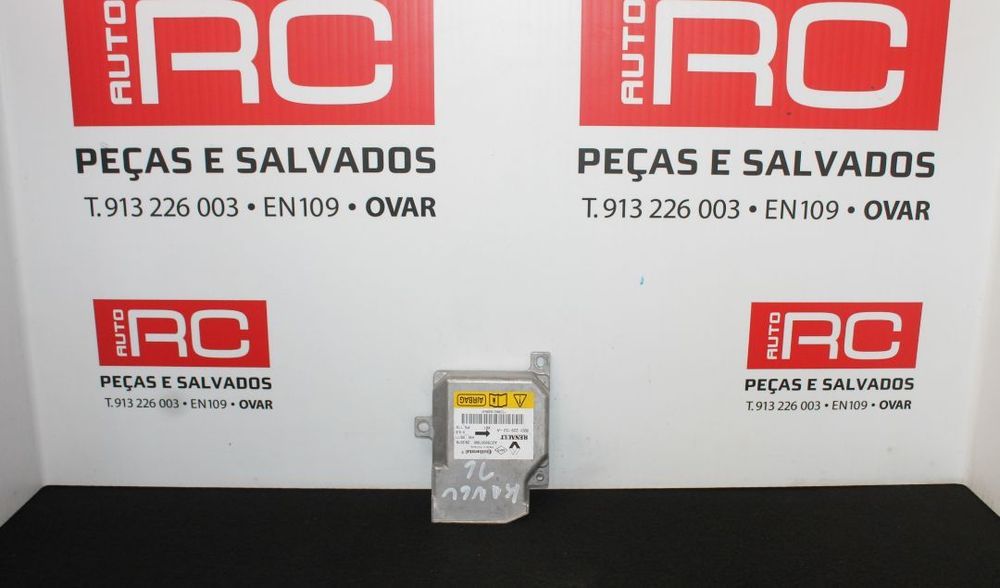 AUTO RC
PEÇAS E SALVADOS
T. 913 226 003 • EN109 • OVAR
AUTO RC
PEÇAS E SALVADOS
T. 913 226 003 • EN109 • OVAR
AUTO RC
PEÇAS E SALVADOS
T. 913 226 003 • EN109 • OVAR
AUTO RC
PEÇAS E SALVADOS
T. 913 226 003 • EN109 • OVAR
KANGU
16
Continental
RENAULT
AIRBAG